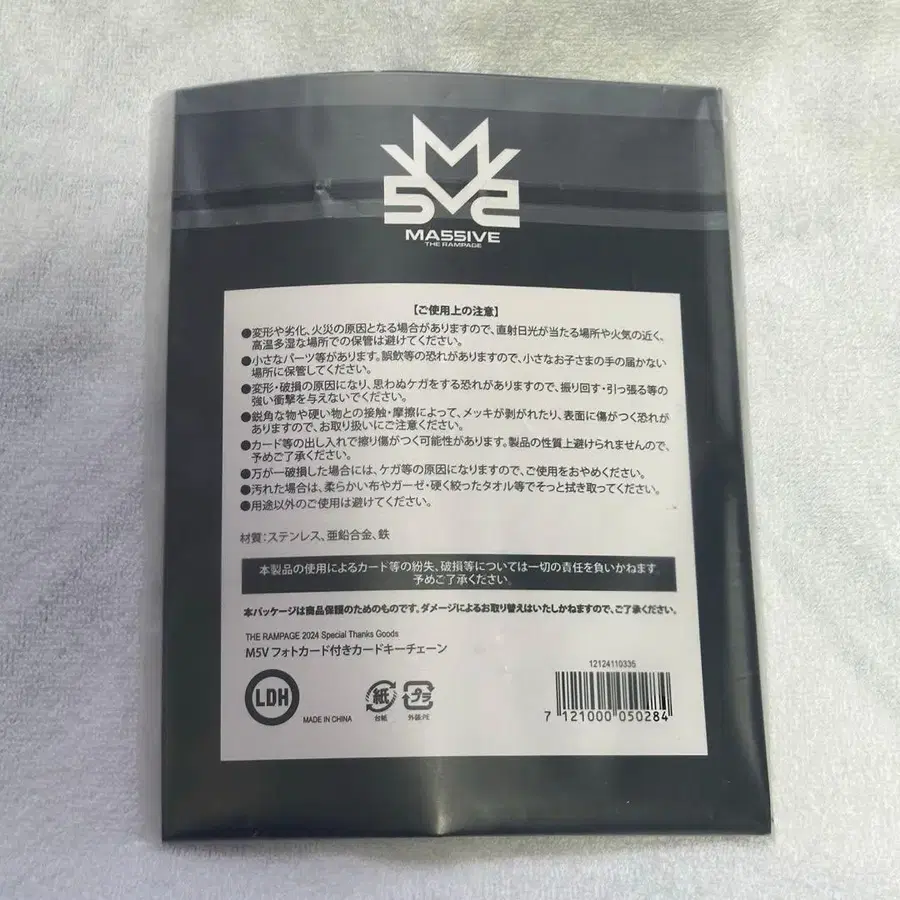 M5V
MA55IVE
THE RAMPAGE
【ご使用上の注意】
●変形や劣化、火災の原因となる場合がありますので、直射日光が当たる場所や火気の近く、
高温多湿な場所での保管は避けてください。
●小さなパーツ等があります。誤飲等の恐れがありますので、小さなお子さまの手の届かない
場所に保管してください。
●変形・破損の原因になり、思わぬケガをする恐れがありますので、振り回す・引っ張る等の
強い衝撃を与えないでください。
●鋭角な物や硬い物との接触・摩擦によって、メッキが剥がれたり、表面に傷がつく恐れが
ありますので、お取り扱いにご注意ください。
●カード等の出し入れで擦り傷がつく可能性があります。製品の性質上避けられませんので、
予めご了承ください。
●万が一破損した場合には、ケガ等の原因になりますので、ご使用をおやめください。
●汚れた場合は、柔らかい布やガーゼ・硬く絞ったタオル等でそっと拭き取ってください。
●用途以外のご使用は避けてください。
材質：ステンレス、亜鉛合金、鉄
本製品の使用によるカード等の紛失、破損等については一切の責任を負いかねます。
予めご了承ください。
本パッケージは商品保護のためのものです。ダメージによるお取り替えはいたしかねますので、ご了承ください。
THE RAMPAGE 2024 Special Thanks Goods
M5V フォトカード付きカードキーチェーン
LDH
MADE IN CHINA
紙
台紙
プラ
外袋:PE
12124110335
7 121000 050284